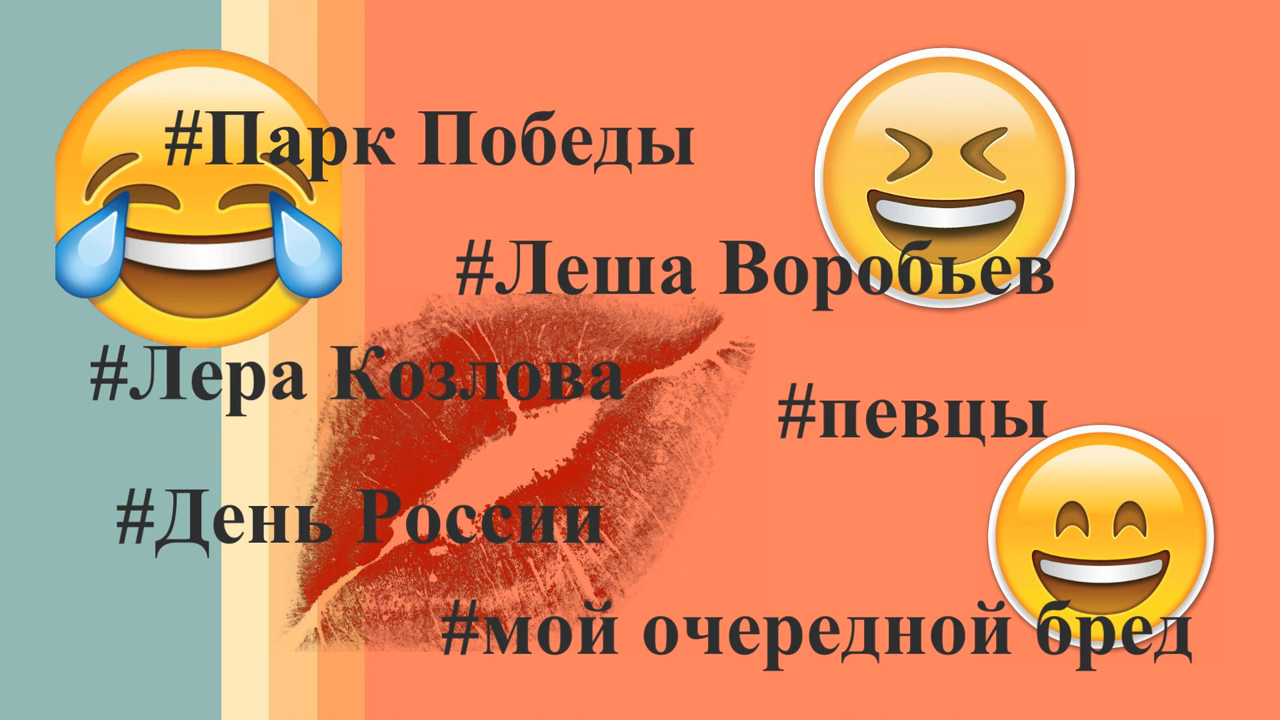 #Парк Победы
#Леша Воробьев
#Лера Козлова
#певцы
#День России
#мой очередной бред